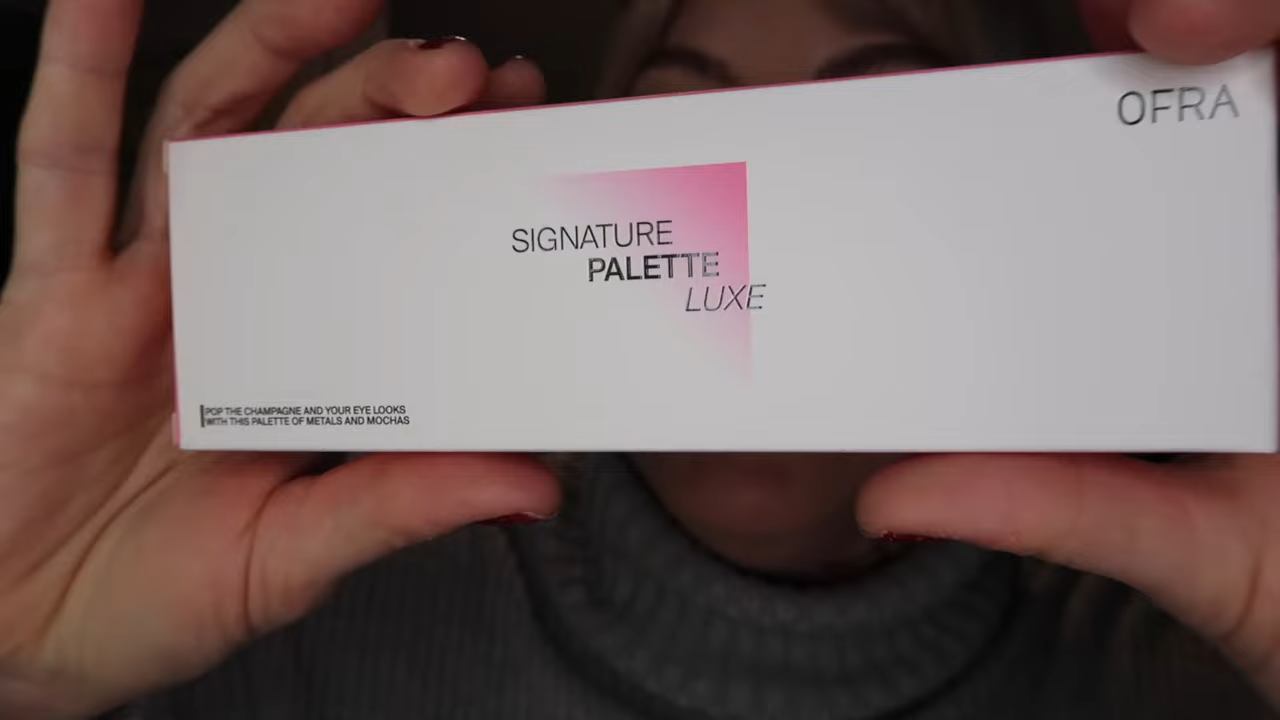 OFRA
SIGNATURE
PALETTE
LUXE
POP THE CHAMPAGNE AND YOUR EYE LOOKS
WITH THIS PALETTE OF METALS AND MOCHAS